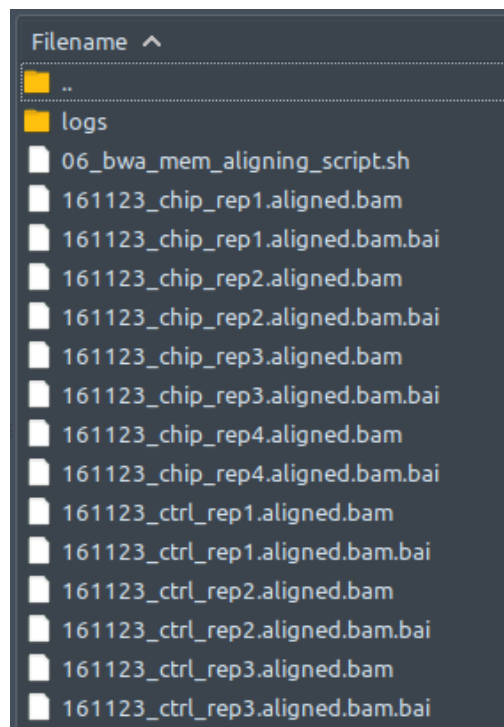 Filename
..
logs
06_bwa_mem_aligning_script.sh
161123_chip_rep1.aligned.bam
161123_chip_rep1.aligned.bam.bai
161123_chip_rep2.aligned.bam
161123_chip_rep2.aligned.bam.bai
161123_chip_rep3.aligned.bam
161123_chip_rep3.aligned.bam.bai
161123_chip_rep4.aligned.bam
161123_chip_rep4.aligned.bam.bai
161123_ctrl_rep1.aligned.bam
161123_ctrl_rep1.aligned.bam.bai
161123_ctrl_rep2.aligned.bam
161123_ctrl_rep2.aligned.bam.bai
161123_ctrl_rep3.aligned.bam
161123_ctrl_rep3.aligned.bam.bai